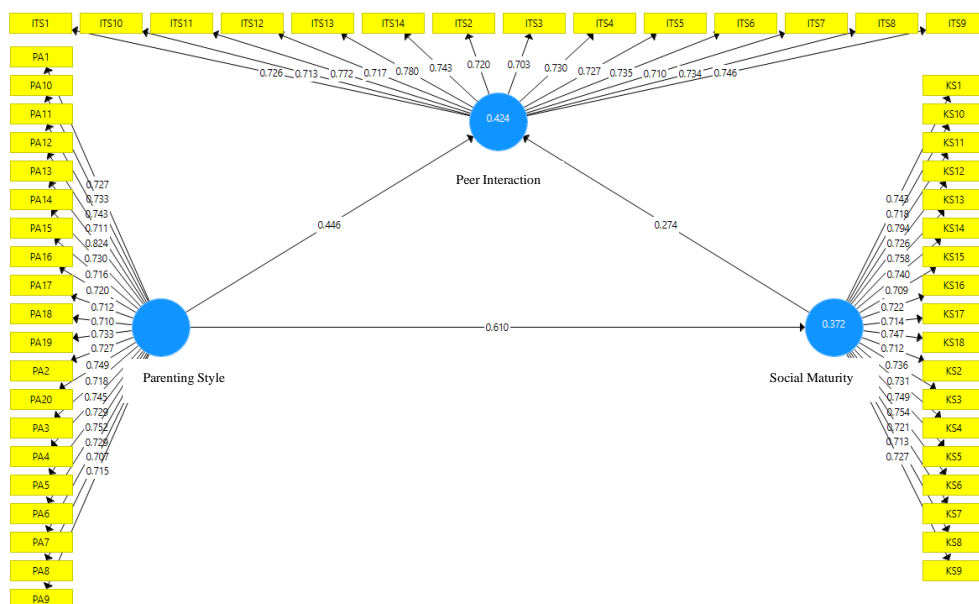 ITS1 ITS10 ITS11 ITS12 ITS13 ITS14 ITS2 ITS3 ITS4 ITS5 ITS6 ITS7 ITS8 ITS9
0.726 0.713 0.772 0.717 0.780 0.743 0.720 0.703 0.730 0.727 0.735 0.710 0.734 0.746
0.424
Peer Interaction
PA1
PA10
PA11
PA12
PA13
PA14
PA15
PA16
PA17
PA18
PA19
PA2
PA20
PA3
PA4
PA5
PA6
PA7
PA8
PA9
0.727
0.733
0.743
0.711
0.824
0.730
0.716
0.720
0.712
0.710
0.733
0.727
0.749
0.718
0.745
0.729
0.752
0.729
0.707
0.715
Parenting Style
0.446
0.274
0.610
0.372
Social Maturity
0.743
0.718
0.794
0.726
0.758
0.740
0.709
0.722
0.714
0.747
0.712
0.736
0.731
0.749
0.754
0.721
0.713
0.727
KS1
KS10
KS11
KS12
KS13
KS14
KS15
KS16
KS17
KS18
KS2
KS3
KS4
KS5
KS6
KS7
KS8
KS9